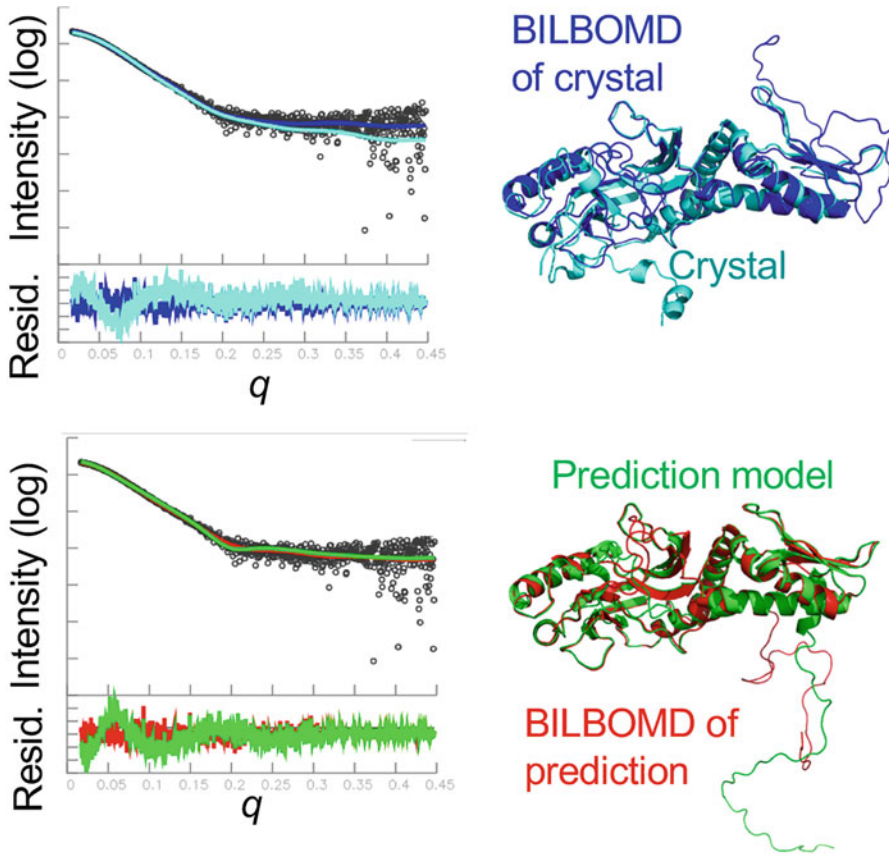 Intensity (log)
Resid.
0 0.05 0.1 0.15 0.2 0.25 0.3 0.35 0.4 0.45
q
BILBOMD
of crystal
Crystal
Intensity (log)
Resid.
0 0.05 0.1 0.15 0.2 0.25 0.3 0.35 0.4 0.45
q
Prediction model
BILBOMD of
prediction